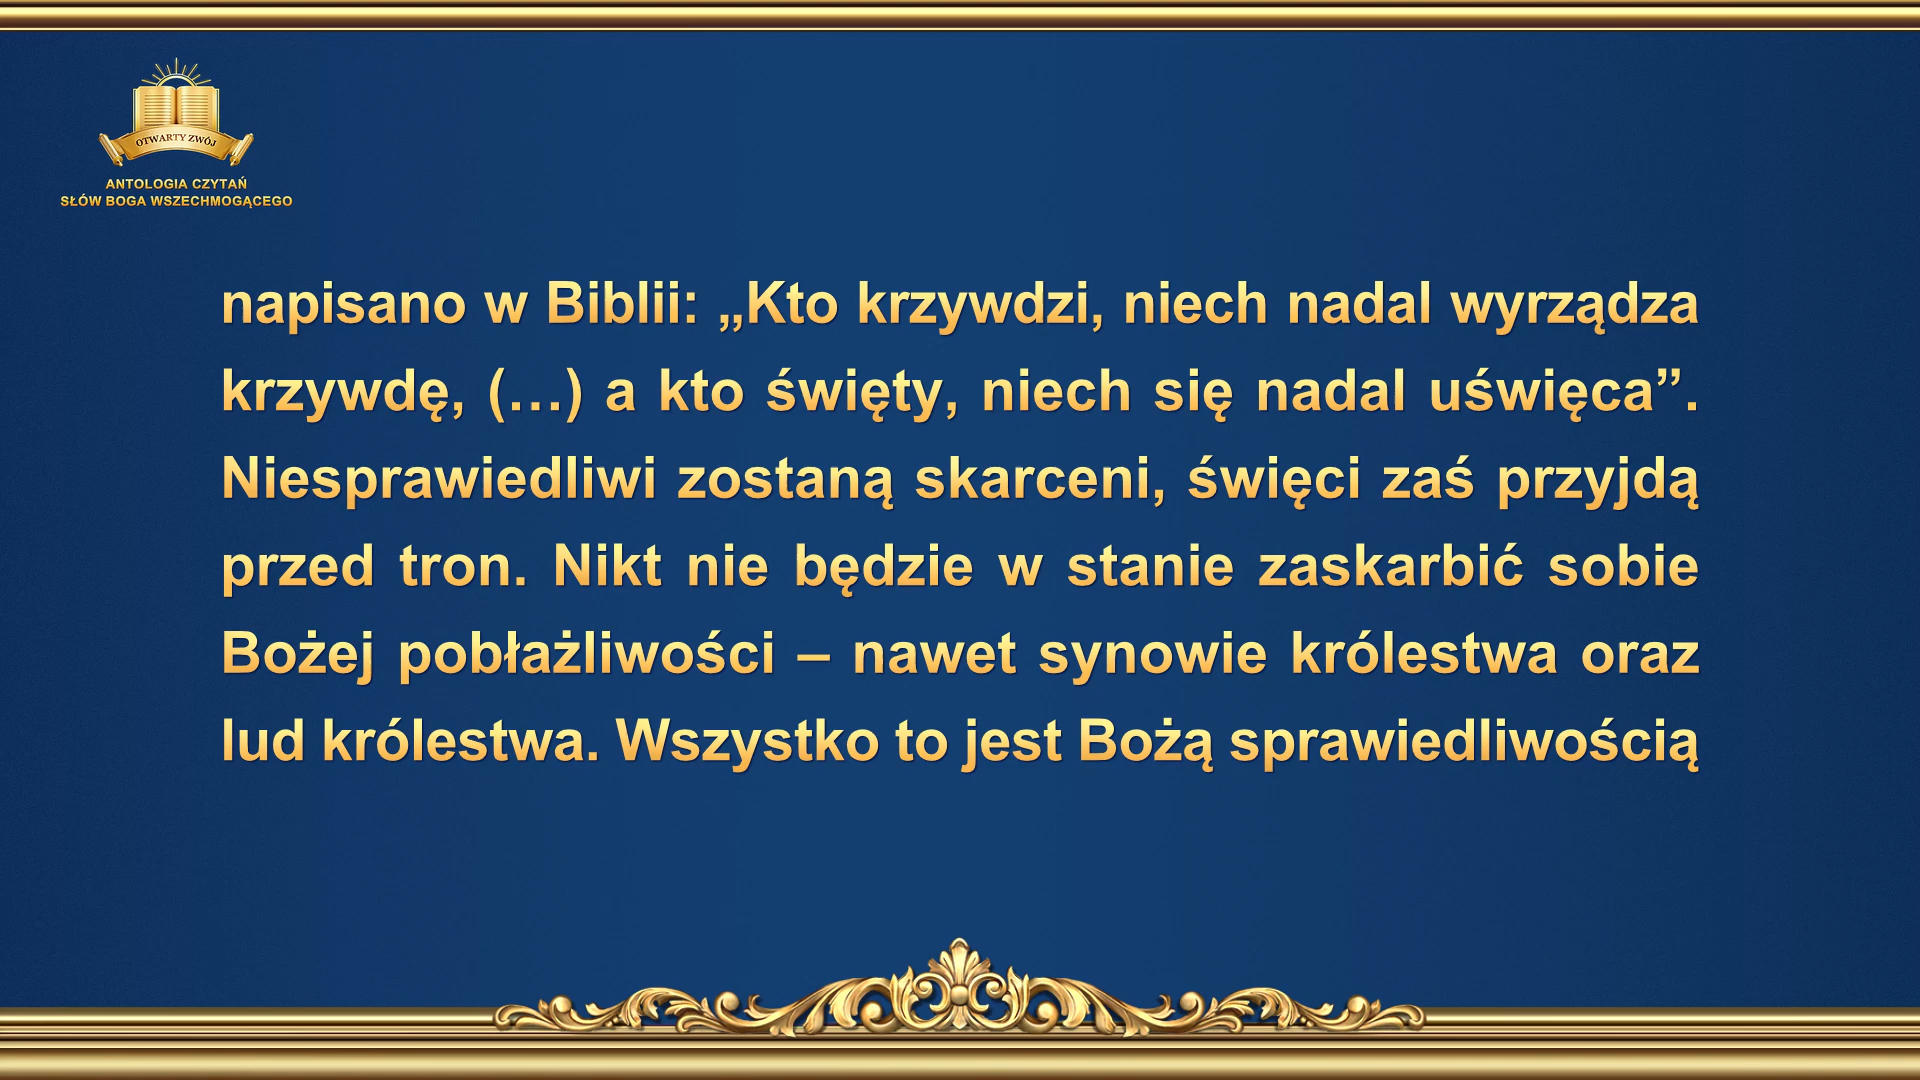 OTWARTY ZWÓJ
ANTOLOGIA CZYTAŃ
SŁÓW BOGA WSZECHMOGĄCEGO
napisano w Biblii: „Kto krzywdzi, niech nadal wyrządza
krzywdę, (…) a kto święty, niech się nadal uświęca”.
Niesprawiedliwi zostaną skarceni, święci zaś przyjdą
przed tron. Nikt nie będzie w stanie zaskarbić sobie
Bożej pobłażliwości – nawet synowie królestwa oraz
lud królestwa. Wszystko to jest Bożą sprawiedliwością